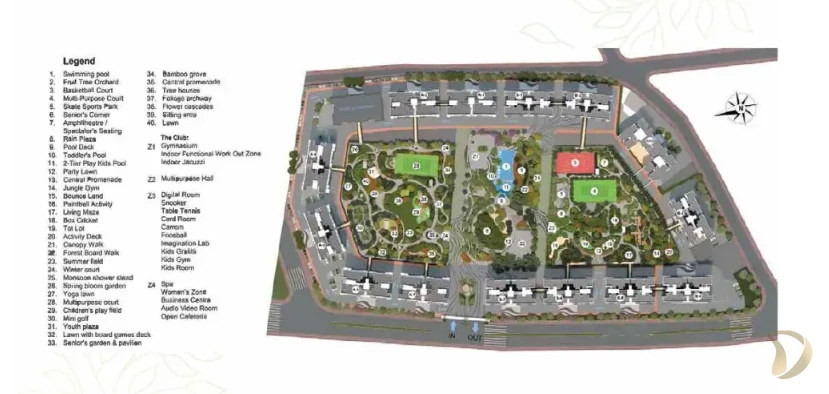 Legend
1. Swimming pool
2. Fruit Tree Orchard
3. Basketball Court
4. Multi-Purpose Court
5. Skate Sports Park
6. Senior's Corner
7. Amphitheatre /
Spectator's Seating
8. Rain Plaza
9. Pool Deck
10. Toddler's Pool
11. 2-Tier Play Kids Pool
12. Party Lawn
13. Central Promenade
14. Jungle Gym
15. Bounce Land
16. Paintball Activity
17. Living Maze
18. Box Cricket
19. Tot Lot
20. Activity Deck
21. Canopy Walk
22. Forest Board Walk
23. Summer field
24. Winter court
25. Monsoon shower stead
26. Spring bloom garden
27. Yoga lawn
28. Multipurpose court
29. Children's play field
30. Mini golf
31. Youth plaza
32. Lawn with board games deck
33. Senior's garden & pavilion
34. Bamboo grove
35. Central promenade
36. Tree houses
37. Foliage archway
38. Flower cascades
39. Sitting area
40. Lawn
The Club:
Z1 Gymnasium
Indoor Functional Work Out Zone
Indoor Jacuzzi
Z2 Multipurpose Hall
Z3 Digital Room
Snooker
Table Tennis
Card Room
Carrom
Foosball
Imagination Lab
Kids Grafitti
Kids Gym
Kids Room
Z4 Spa
Women's Zone
Business Centre
Audio Video Room
Open Cafeteria
N
IN OUT